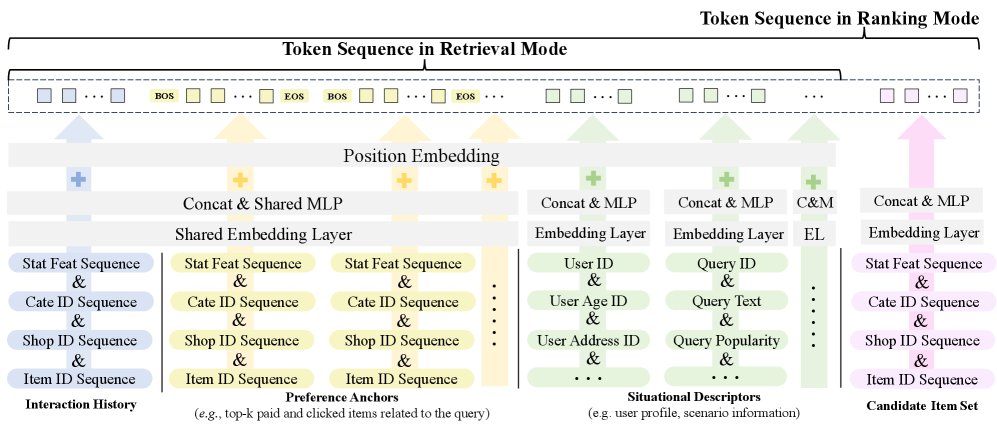 Token Sequence in Ranking Mode
Token Sequence in Retrieval Mode
... BOS ... EOS BOS ... EOS ... ... ... ... ...
Position Embedding
+ + + + + + +
Concat & Shared MLP Concat & MLP Concat & MLP C&M Concat & MLP
Shared Embedding Layer Embedding Layer Embedding Layer EL Embedding Layer
Stat Feat Sequence Stat Feat Sequence Stat Feat Sequence User ID Query ID Stat Feat Sequence
& & & & & &
Cate ID Sequence Cate ID Sequence Cate ID Sequence User Age ID Query Text Cate ID Sequence
& & & & & &
Shop ID Sequence Shop ID Sequence Shop ID Sequence User Address ID Query Popularity Shop ID Sequence
& & & & & &
Item ID Sequence Item ID Sequence Item ID Sequence ... ... Item ID Sequence
Interaction History Preference Anchors Situational Descriptors Candidate Item Set
(e.g., top-k paid and clicked items related to the query) (e.g. user profile, scenario information)